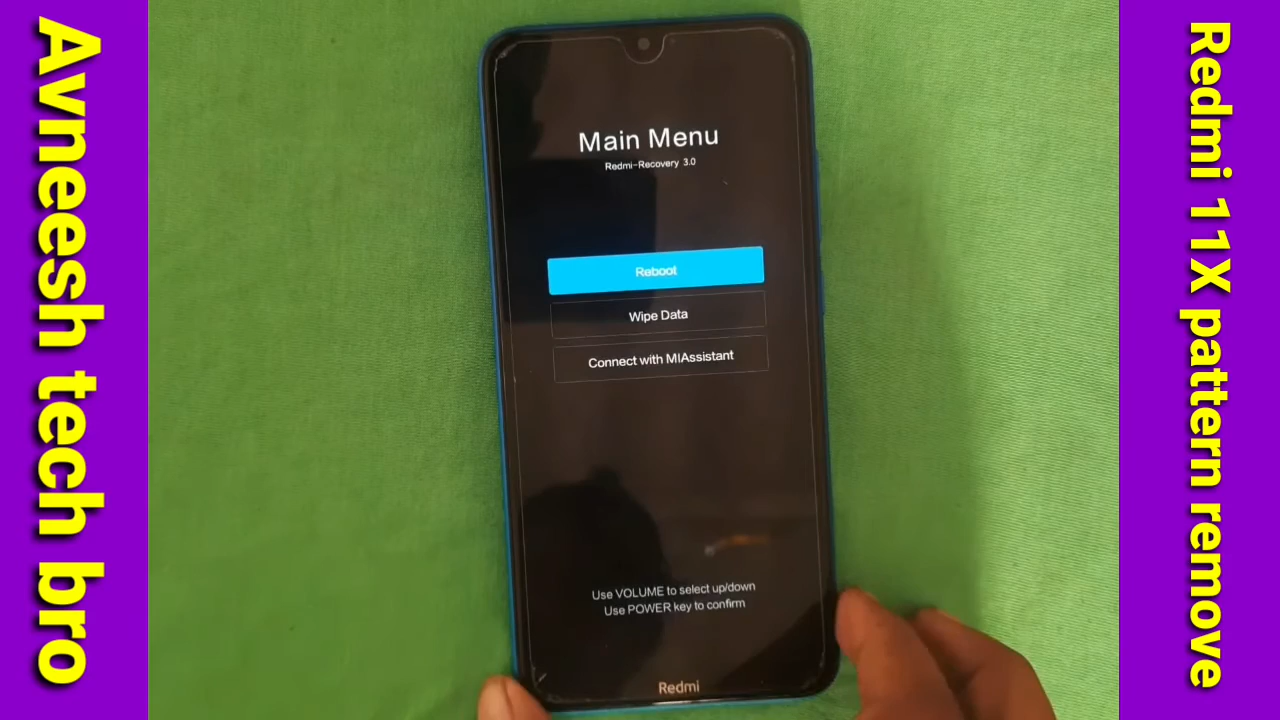 Avneesh tech bro
Main Menu
Redmi-Recovery 3.0
Reboot
Wipe Data
Connect with MIAssistant
Use VOLUME to select up/down
Use POWER key to confirm
Redmi
Redmi 11X pattern remove